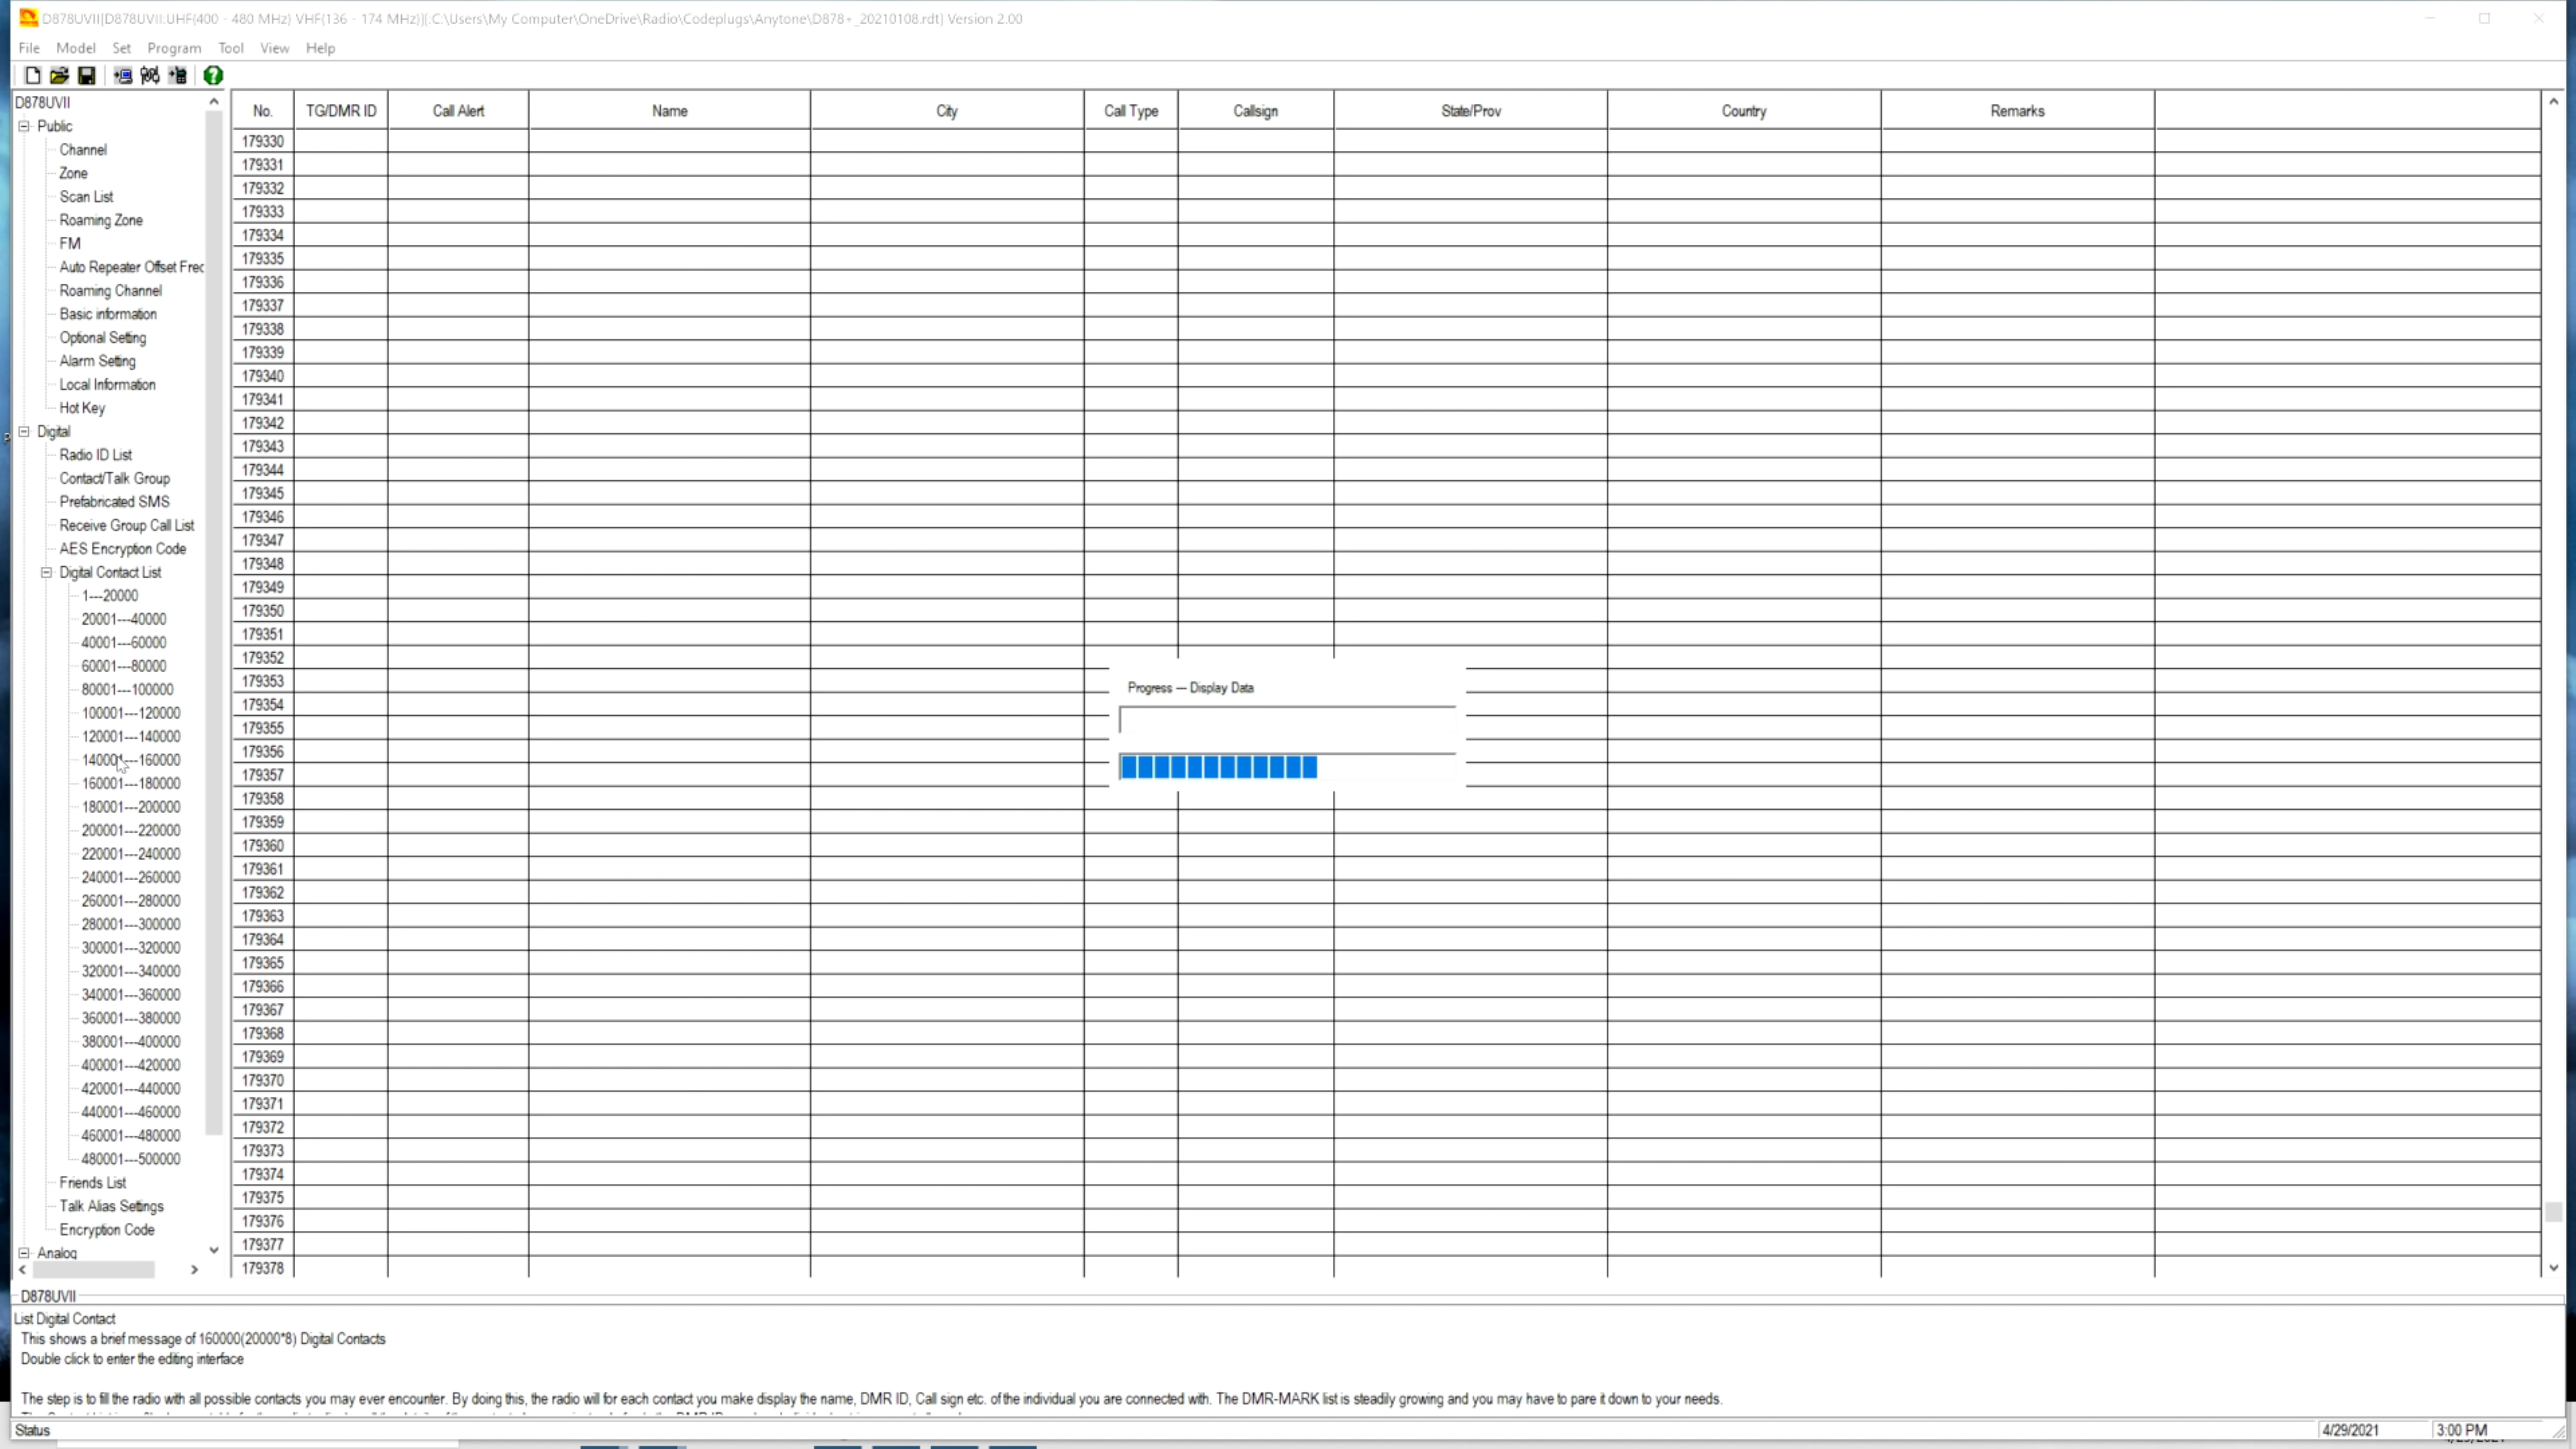 D878UVII[D878UVII:UHF(400 - 480 MHz) VHF(136 - 174 MHz)](.:C:\Users\My Computer\OneDrive\Radio\Codeplugs\Anytone\D878+_20210108.rdt) Version 2.00
File Model Set Program Tool View Help
D878UVII
Public
Channel
Zone
Scan List
Roaming Zone
FM
Auto Repeater Offset Frec
Roaming Channel
Basic information
Optional Setting
Alarm Setting
Local Information
Hot Key
Digital
Radio ID List
Contact/Talk Group
Prefabricated SMS
Receive Group Call List
AES Encryption Code
Digital Contact List
1---20000
20001---40000
40001---60000
60001---80000
80001---100000
100001---120000
120001---140000
140001---160000
160001---180000
180001---200000
200001---220000
220001---240000
240001---260000
260001---280000
280001---300000
300001---320000
320001---340000
340001---360000
360001---380000
380001---400000
400001---420000
420001---440000
440001---460000
460001---480000
480001---500000
Friends List
Talk Alias Settings
Encryption Code
Analog
No. TG/DMR ID Call Alert Name City Call Type Callsign State/Prov Country Remarks
179330
179331
179332
179333
179334
179335
179336
179337
179338
179339
179340
179341
179342
179343
179344
179345
179346
179347
179348
179349
179350
179351
179352
179353
179354
179355
179356
179357
179358
179359
179360
179361
179362
179363
179364
179365
179366
179367
179368
179369
179370
179371
179372
179373
179374
179375
179376
179377
179378
Progress --- Display Data
D878UVII
List Digital Contact
This shows a brief message of 160000(20000*8) Digital Contacts
Double click to enter the editing interface
The step is to fill the radio with all possible contacts you may ever encounter. By doing this, the radio will for each contact you make display the name, DMR ID, Call sign etc. of the individual you are connected with. The DMR-MARK list is steadily growing and you may have to pare it down to your needs.
Status 4/29/2021 3:00 PM